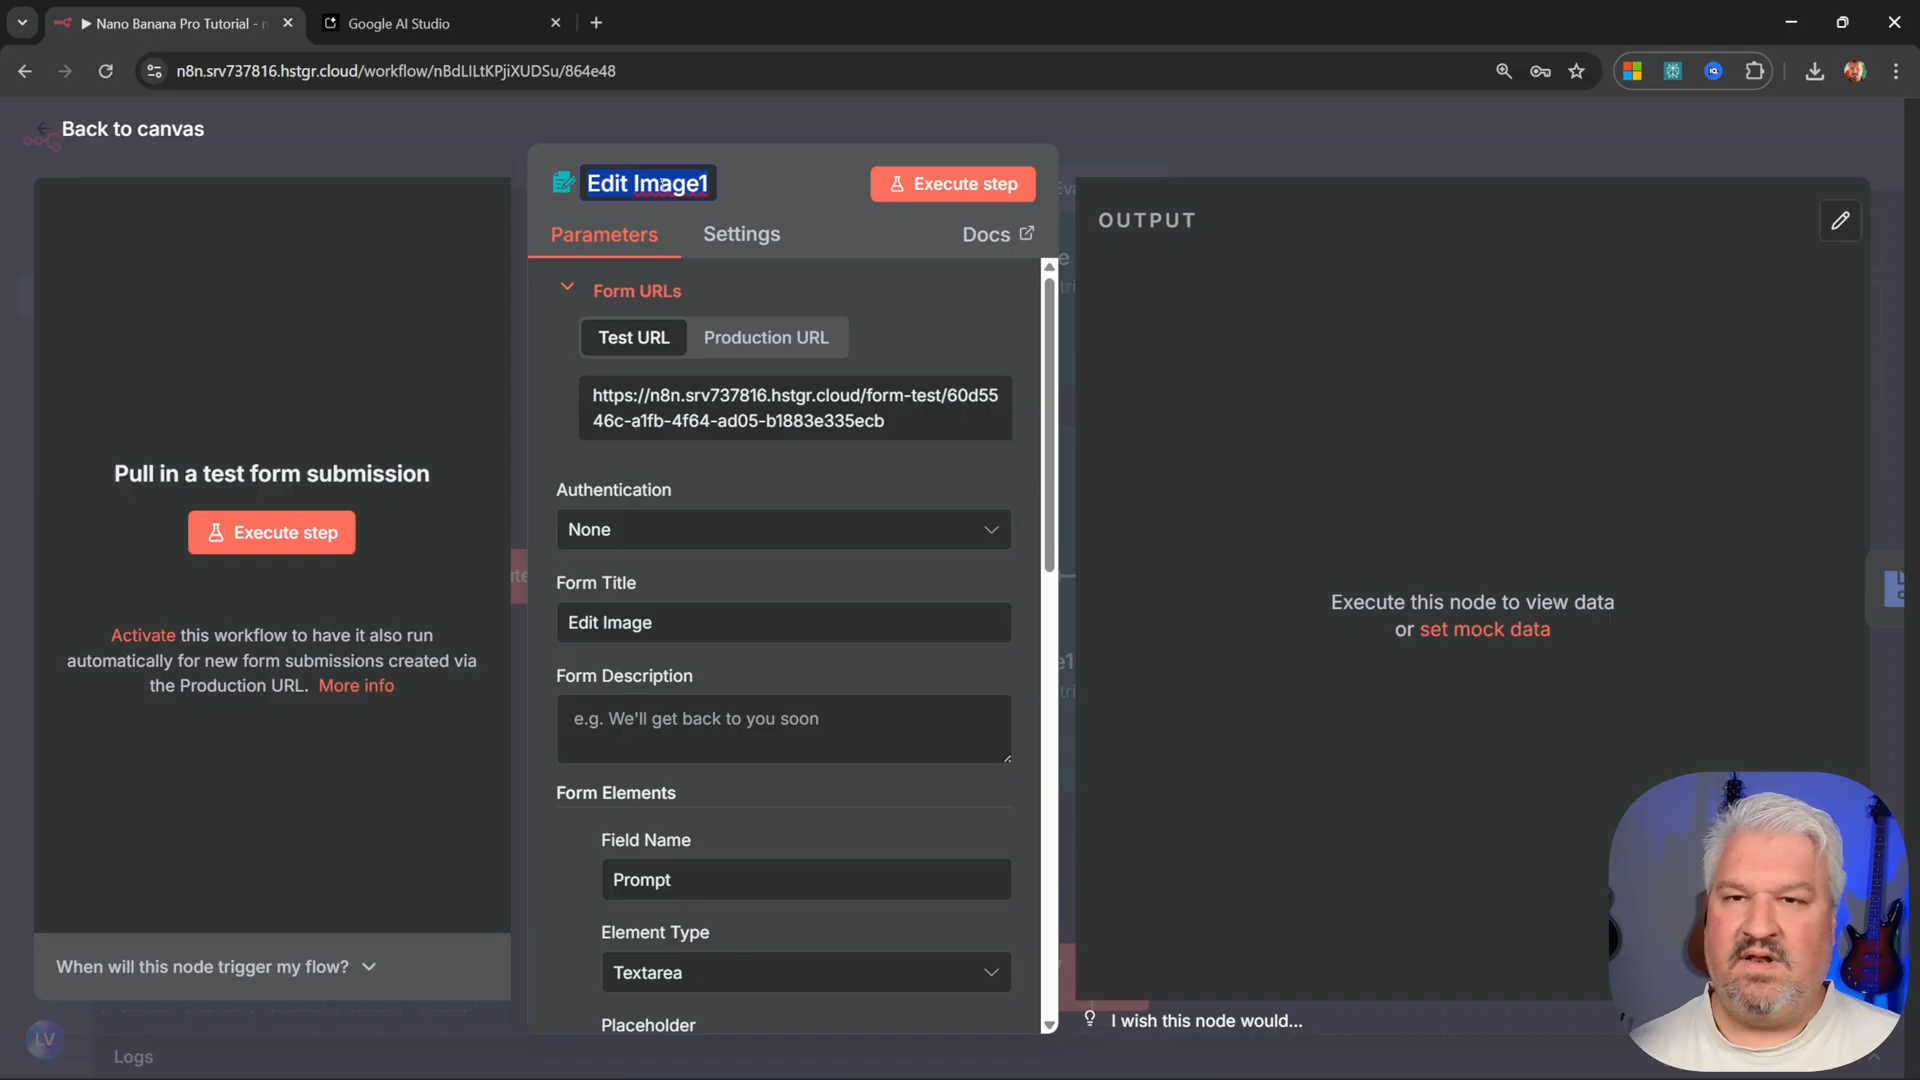 ▶ Nano Banana Pro Tutorial - n
Google AI Studio
n8n.srv737816.hstgr.cloud/workflow/nBdLlLtKPjiXUDSu/864e48
Back to canvas
Edit Image1
Execute step
Parameters
Settings
Docs
Form URLs
Test URL
Production URL
https://n8n.srv737816.hstgr.cloud/form-test/60d55
46c-a1fb-4f64-ad05-b1883e335ecb
Authentication
None
Form Title
Edit Image
Form Description
e.g. We'll get back to you soon
Form Elements
Field Name
Prompt
Element Type
Textarea
Placeholder
Pull in a test form submission
Execute step
Activate this workflow to have it also run
automatically for new form submissions created via
the Production URL. More info
When will this node trigger my flow?
LV
Logs
OUTPUT
Execute this node to view data
or set mock data
I wish this node would...